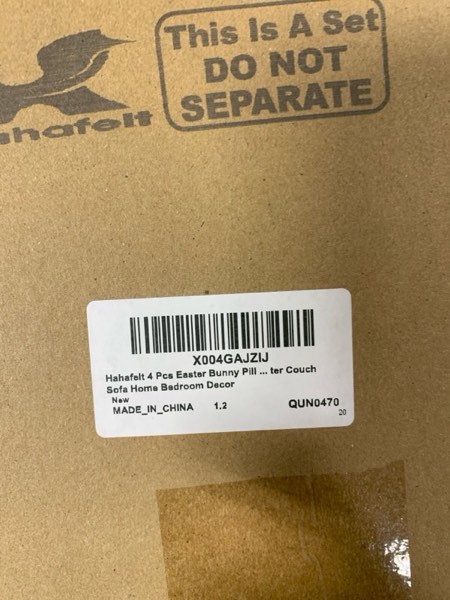 This Is A Set
DO NOT
SEPARATE
hafelt
X004GAJZIJ
Hahafelt 4 Pcs Easter Bunny Pill ... ter Couch
Sofa Home Bedroom Decor
New
MADE_IN_CHINA 1.2 QUN0470
20